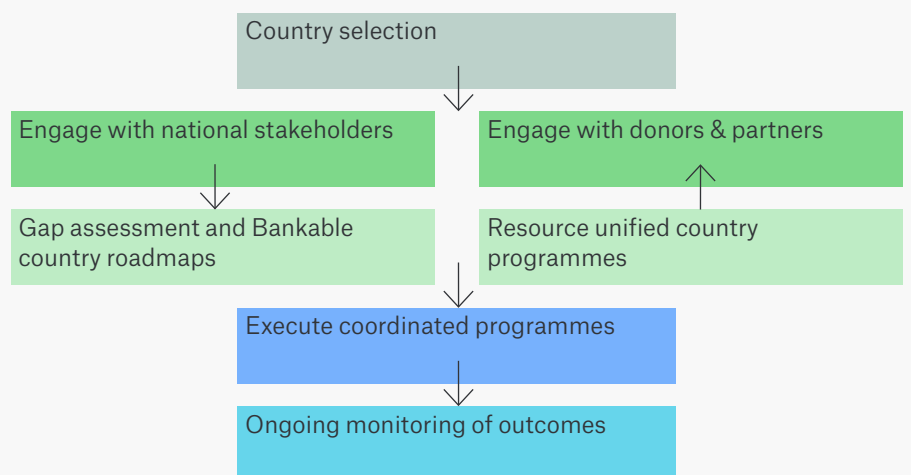 Country selection
Engage with national stakeholders
Engage with donors & partners
Gap assessment and Bankable
country roadmaps
Resource unified country
programmes
Execute coordinated programmes
Ongoing monitoring of outcomes